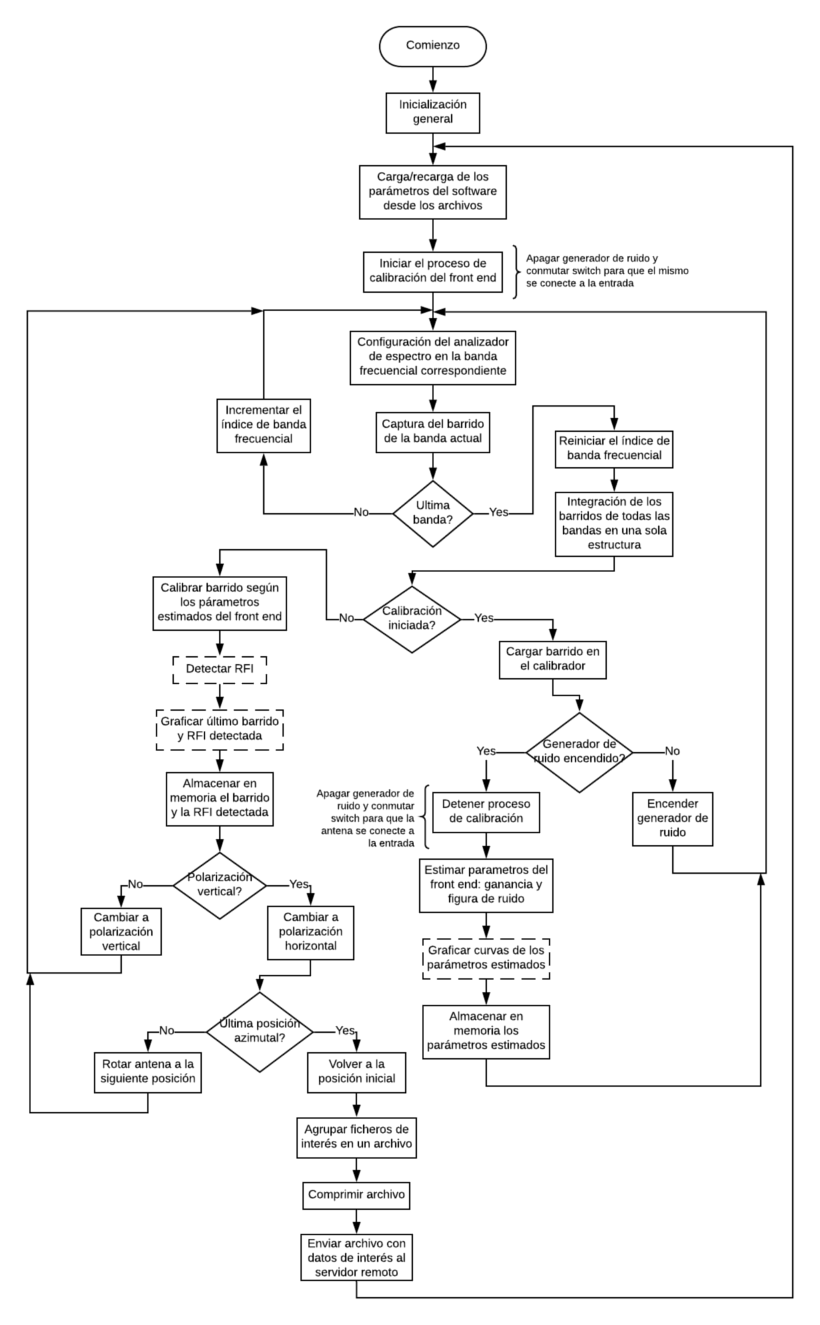 Comienzo
Inicialización
general
Carga/recarga de los
parámetros del software
desde los archivos
Iniciar el proceso de
calibración del front end
Apagar generador de ruido y
conmutar switch para que el mismo
se conecte a la entrada
Configuración del analizador
de espectro en la banda
frecuencial correspondiente
Incrementar el
índice de banda
frecuencial
Captura del barrido
de la banda actual
Reiniciar el índice de
banda frecuencial
No
Ultima
banda?
Yes
Integración de los
barridos de todas las
bandas en una sola
estructura
Calibrar barrido según
los párametros
estimados del front end
No
Calibración
iniciada?
Yes
Cargar barrido en
el calibrador
Detectar RFI
Graficar último barrido
y RFI detectada
Yes
Generador de
ruido encendido?
No
Almacenar en
memoria el barrido
y la RFI detectada
Apagar generador de
ruido y conmutar
switch para que la
antena se conecte a
la entrada
Detener proceso
de calibración
Encender
generador de
ruido
No
Polarización
vertical?
Yes
Estimar parametros del
front end: ganancia y
figura de ruido
Cambiar a
polarización
vertical
Cambiar a
polarización
horizontal
Graficar curvas de los
parámetros estimados
No
Última posición
azimutal?
Yes
Almacenar en
memoria los
parámetros estimados
Rotar antena a la
siguiente posición
Volver a la
posición inicial
Agrupar ficheros de
interés en un archivo
Comprimir archivo
Enviar archivo con
datos de interés al
servidor remoto